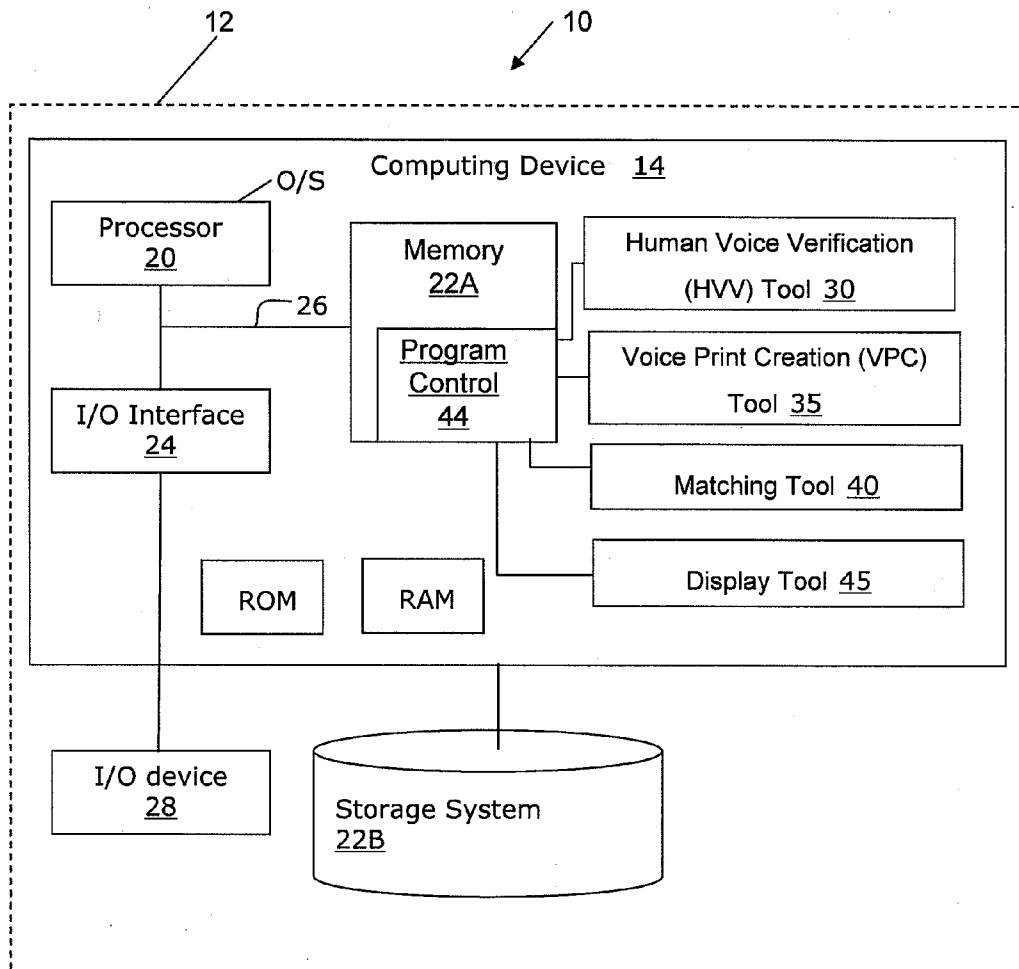 12
10
Computing Device 14
O/S
Processor
20
Memory
22A
Human Voice Verification
(HVV) Tool 30
26
Program
Control
44
Voice Print Creation (VPC)
Tool 35
I/O Interface
24
Matching Tool 40
Display Tool 45
ROM
RAM
I/O device
28
Storage System
22B